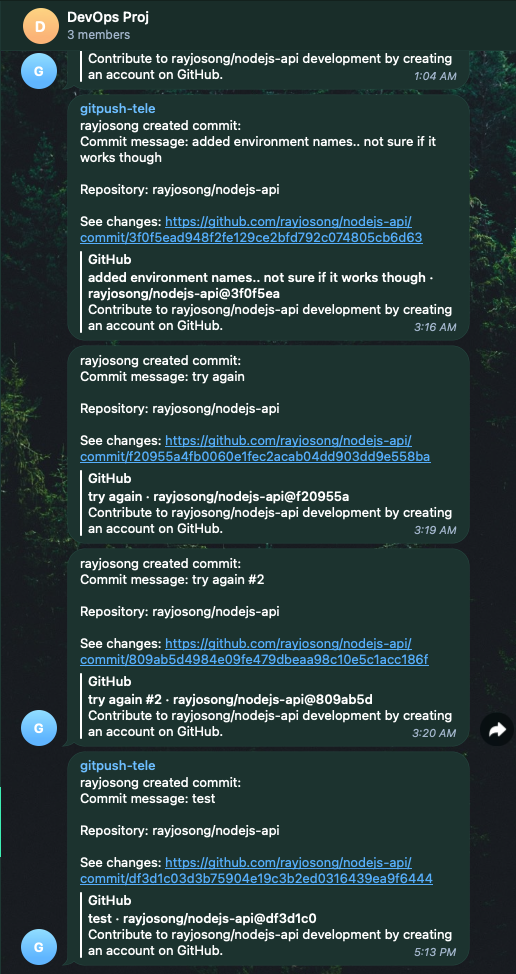 D
DevOps Proj
3 members
Contribute to rayjosong/nodejs-api development by creating
an account on GitHub.
1:04 AM
G
gitpush-tele
rayjosong created commit:
Commit message: added environment names.. not sure if it
works though
Repository: rayjosong/nodejs-api
See changes: https://github.com/rayjosong/nodejs-api/
commit/3f0f5ead948f2fe129ce2bfd792c074805cb6d63
GitHub
added environment names.. not sure if it works though ·
rayjosong/nodejs-api@3f0f5ea
Contribute to rayjosong/nodejs-api development by creating
an account on GitHub.
3:16 AM
rayjosong created commit:
Commit message: try again
Repository: rayjosong/nodejs-api
See changes: https://github.com/rayjosong/nodejs-api/
commit/f20955a4fb0060e1fec2acab04dd903dd9e558ba
GitHub
try again · rayjosong/nodejs-api@f20955a
Contribute to rayjosong/nodejs-api development by creating
an account on GitHub.
3:19 AM
rayjosong created commit:
Commit message: try again #2
Repository: rayjosong/nodejs-api
See changes: https://github.com/rayjosong/nodejs-api/
commit/809ab5d4984e09fe479dbeaa98c10e5c1acc186f
GitHub
try again #2 · rayjosong/nodejs-api@809ab5d
Contribute to rayjosong/nodejs-api development by creating
an account on GitHub.
3:20 AM
G
gitpush-tele
rayjosong created commit:
Commit message: test
Repository: rayjosong/nodejs-api
See changes: https://github.com/rayjosong/nodejs-api/
commit/df3d1c03d3b75904e19c3b2ed0316439ea9f6444
GitHub
test · rayjosong/nodejs-api@df3d1c0
Contribute to rayjosong/nodejs-api development by creating
an account on GitHub.
5:13 PM
G